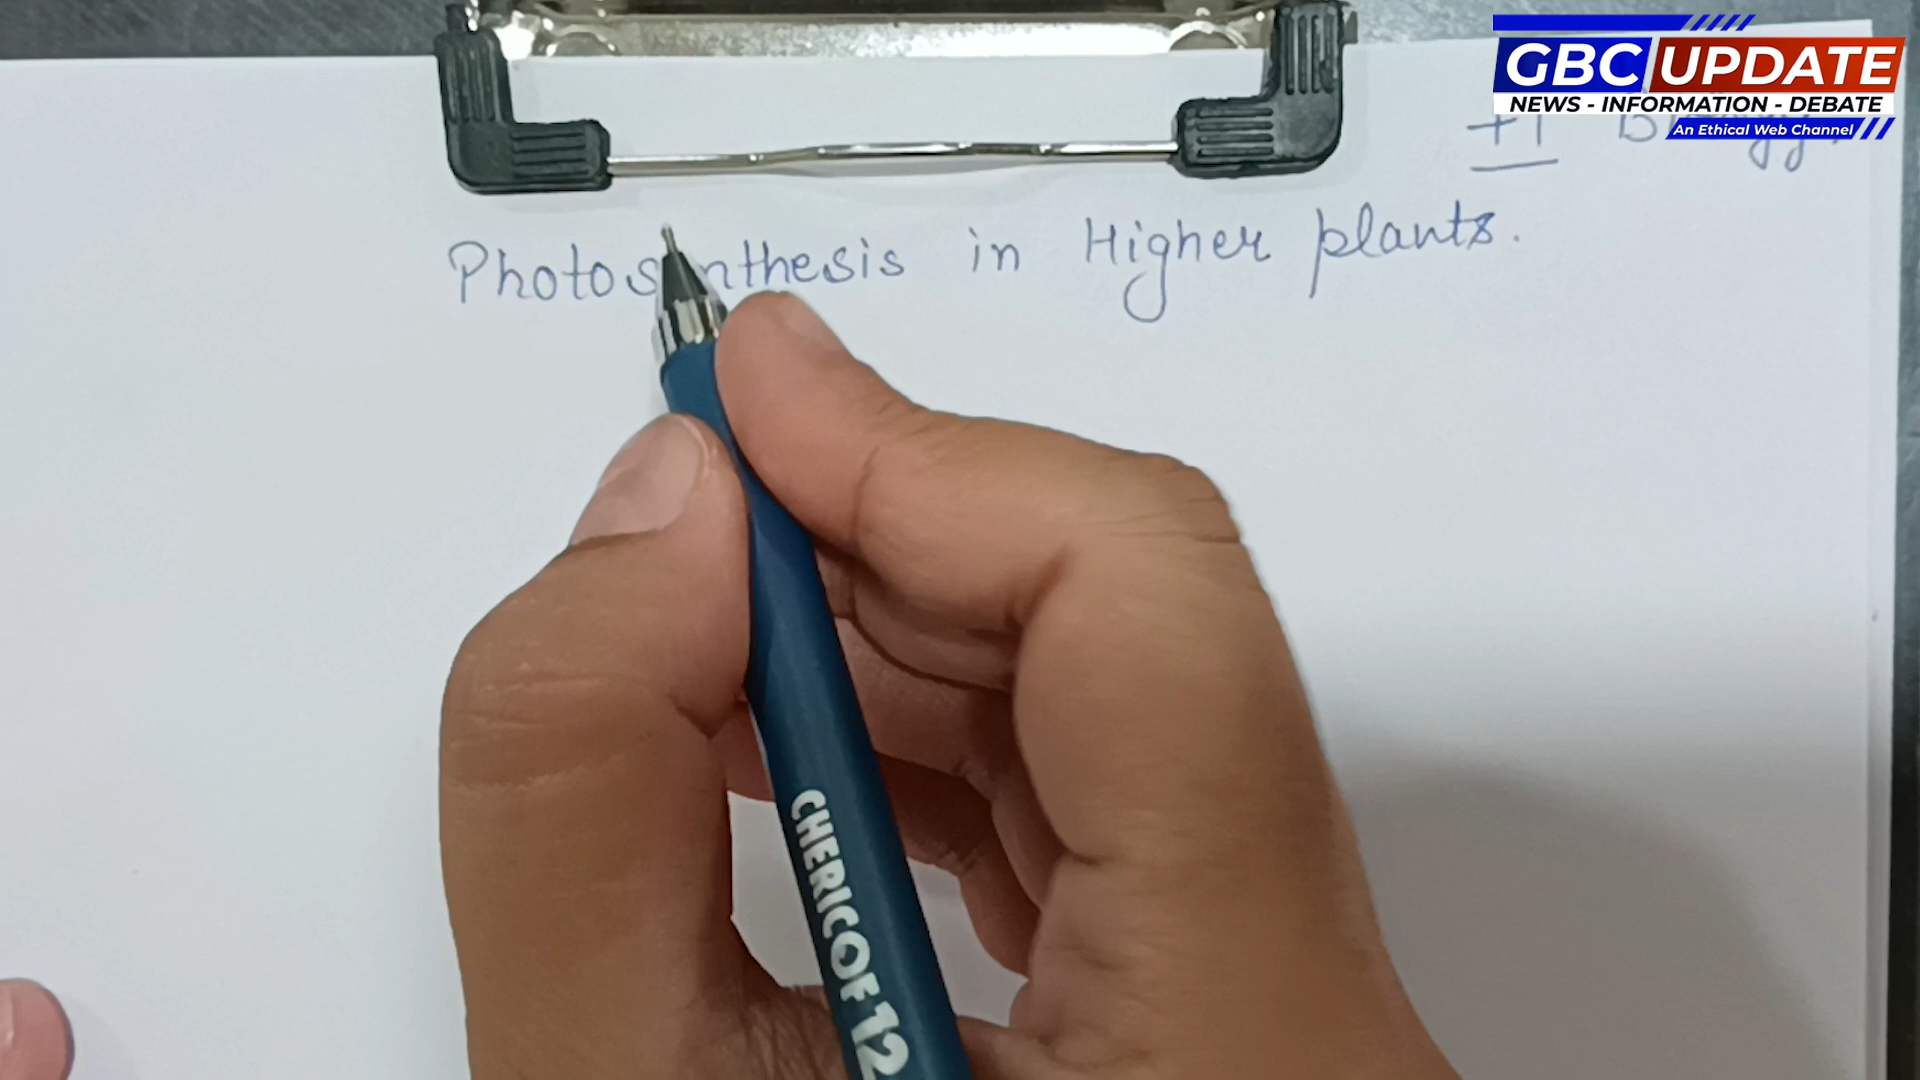 GBC UPDATE
NEWS - INFORMATION - DEBATE
An Ethical Web Channel
+1
Photosynthesis in Higher plants.
CHERICOF 12